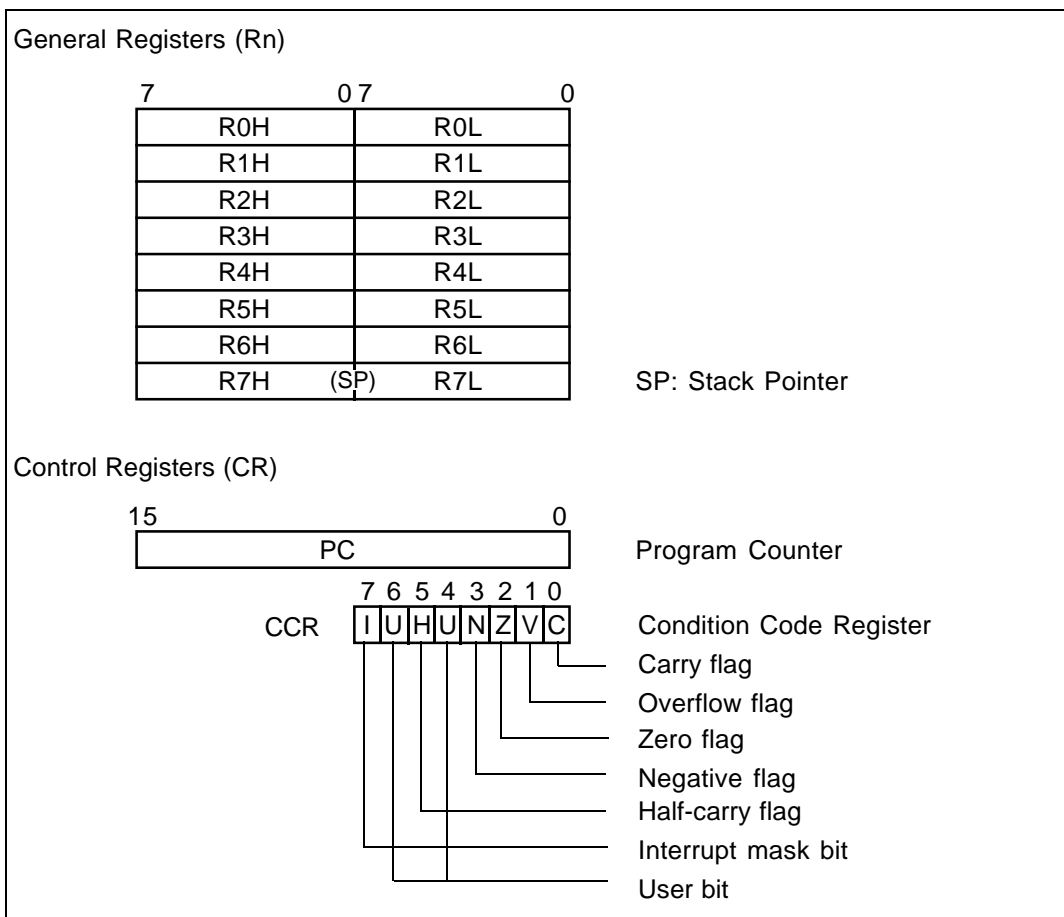 General Registers (Rn)
7 0 7 0
R0H R0L
R1H R1L
R2H R2L
R3H R3L
R4H R4L
R5H R5L
R6H R6L
R7H (SP) R7L SP: Stack Pointer
Control Registers (CR)
15 0
PC Program Counter
7 6 5 4 3 2 1 0
CCR I U H U N Z V C Condition Code Register
Carry flag
Overflow flag
Zero flag
Negative flag
Half-carry flag
Interrupt mask bit
User bit